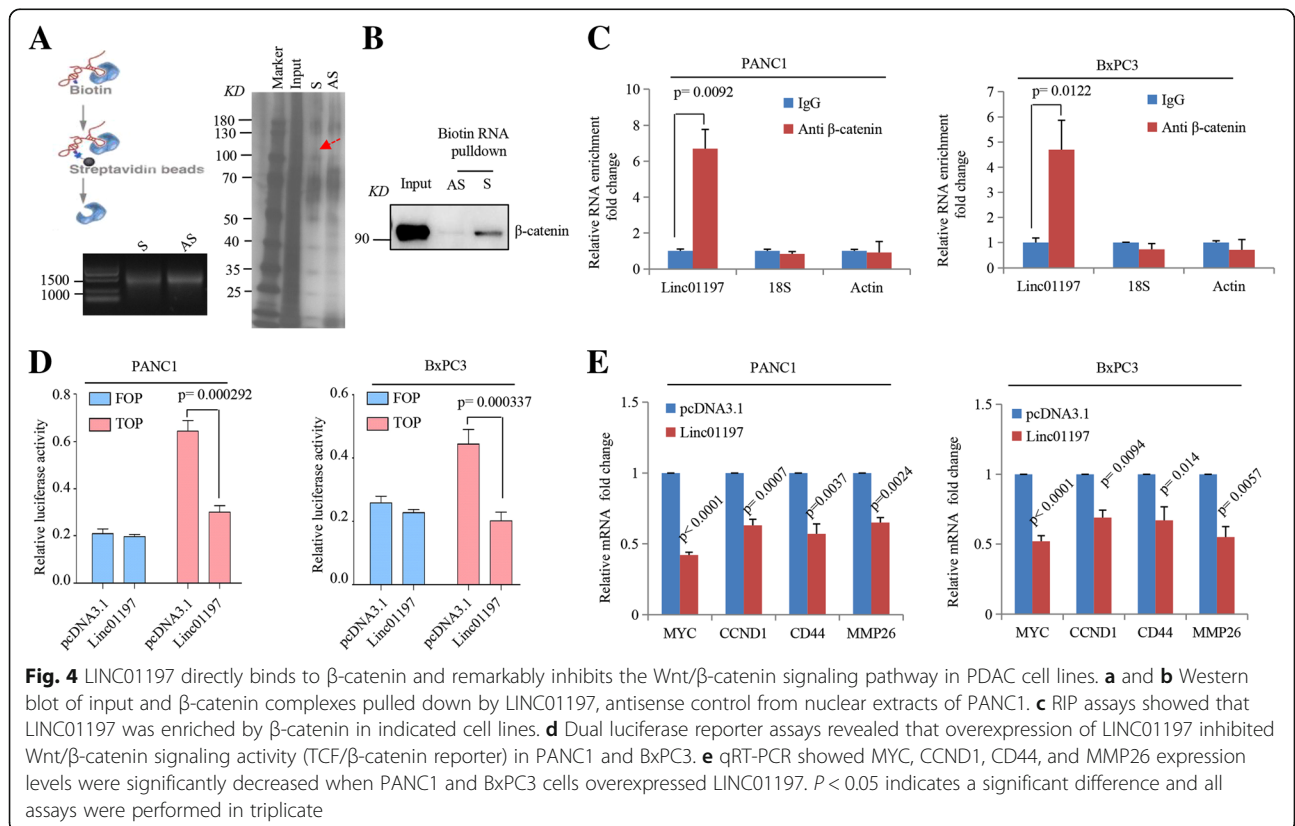 A
Biotin
Streptavidin beads
S AS
1500
1000
KD Marker Input S AS
180
130
100
70
50
40
35
25
B
Biotin RNA
pulldown
KD Input AS S
90
β-catenin
C
PANC1
p= 0.0092
IgG
Anti β-catenin
Relative RNA enrichment
fold change
10
8
6
4
2
0
Linc01197 18S Actin
BxPC3
p= 0.0122
IgG
Anti β-catenin
Relative RNA enrichment
fold change
7
6
5
4
3
2
1
0
Linc01197 18S Actin
D
PANC1
p= 0.000292
FOP
TOP
Relative luciferase activity
0.8
0.6
0.4
0.2
0.0
pcDNA3.1 Linc01197 pcDNA3.1 Linc01197
BxPC3
p= 0.000337
FOP
TOP
Relative luciferase activity
0.6
0.4
0.2
0.0
pcDNA3.1 Linc01197 pcDNA3.1 Linc01197
E
PANC1
pcDNA3.1
Linc01197
Relative mRNA fold change
1.5
1
0.5
0
p< 0.0001 p= 0.0007 p=0.0037 p=0.0024
MYC CCND1 CD44 MMP26
BxPC3
pcDNA3.1
Linc01197
Relative mRNA fold change
1.5
1
0.5
0
p< 0.0001 p= 0.0094 p= 0.014 p= 0.0057
MYC CCND1 CD44 MMP26
Fig. 4 LINC01197 directly binds to β-catenin and remarkably inhibits the Wnt/β-catenin signaling pathway in PDAC cell lines. a and b Western
blot of input and β-catenin complexes pulled down by LINC01197, antisense control from nuclear extracts of PANC1. c RIP assays showed that
LINC01197 was enriched by β-catenin in indicated cell lines. d Dual luciferase reporter assays revealed that overexpression of LINC01197 inhibited
Wnt/β-catenin signaling activity (TCF/β-catenin reporter) in PANC1 and BxPC3. e qRT-PCR showed MYC, CCND1, CD44, and MMP26 expression
levels were significantly decreased when PANC1 and BxPC3 cells overexpressed LINC01197. P < 0.05 indicates a significant difference and all
assays were performed in triplicate